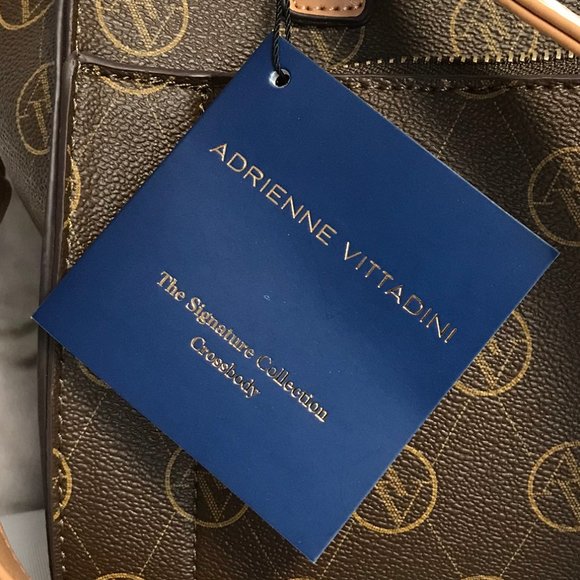 ADRIENNE VITTADINI
The Signature Collection
Crossbody